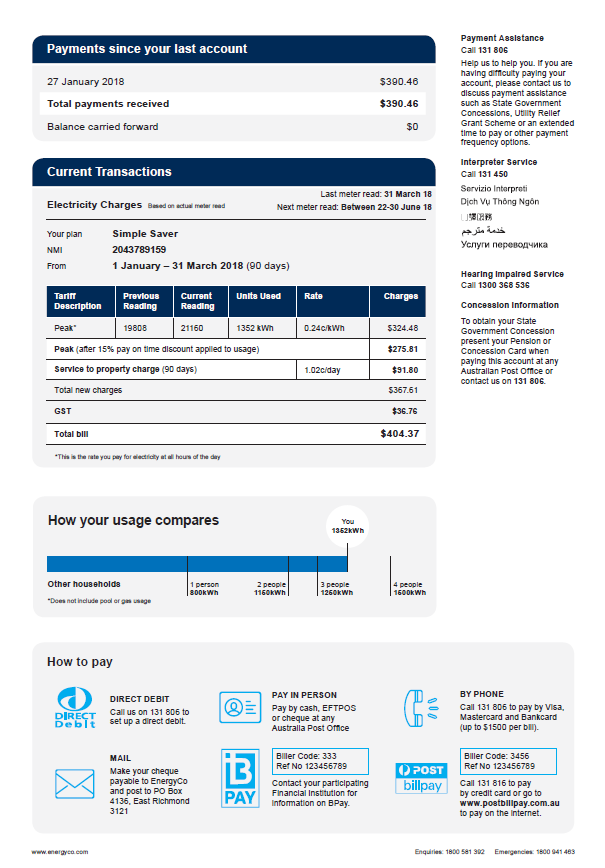 Payments since your last account
27 January 2018 $390.46
Total payments received $390.46
Balance carried forward $0
Current Transactions
Last meter read: 31 March 18
Electricity Charges Based on actual meter read Next meter read: Between 22-30 June 18
Your plan Simple Saver
NMI 2043789159
From 1 January – 31 March 2018 (90 days)
Tariff Description Previous Reading Current Reading Units Used Rate Charges
Peak* 19808 21160 1352 kWh 0.24c/kWh $324.48
Peak (after 15% pay on time discount applied to usage) $275.81
Service to property charge (90 days) 1.02c/day $91.80
Total new charges $367.61
GST $36.76
Total bill $404.37
*This is the rate you pay for electricity at all hours of the day
How your usage compares
You
1352kWh
Other households
*Does not include pool or gas usage
1 person
800kWh
2 people
1150kWh
3 people
1250kWh
4 people
1500kWh
Payment Assistance
Call 131 806
Help us to help you. If you are
having difficulty paying your
account, please contact us to
discuss payment assistance
such as State Government
Concessions, Utility Relief
Grant Scheme or an extended
time to pay or other payment
frequency options.
Interpreter Service
Call 131 450
Servizio Interpreti
Dịch Vụ Thông Ngôn
خدمة مترجم
Услуги переводчика
Hearing Impaired Service
Call 1300 368 536
Concession Information
To obtain your State
Government Concession
present your Pension or
Concession Card when
paying this account at any
Australian Post Office or
contact us on 131 806.
How to pay
DIRECT
Debit
DIRECT DEBIT
Call us on 131 806 to
set up a direct debit.
PAY IN PERSON
Pay by cash, EFTPOS
or cheque at any
Australia Post Office
BY PHONE
Call 131 806 to pay by Visa,
Mastercard and Bankcard
(up to $1500 per bill).
MAIL
Make your cheque
payable to EnergyCo
and post to PO Box
4136, East Richmond
3121
B
PAY
Biller Code: 333
Ref No 123456789
Contact your participating
Financial Institution for
information on BPay.
POST
billpay
Biller Code: 3456
Ref No 123456789
Call 131 816 to pay
by credit card or go to
www.postbillpay.com.au
to pay on the internet.
www.energyco.com Enquiries: 1800 581 392 Emergencies: 1800 941 463